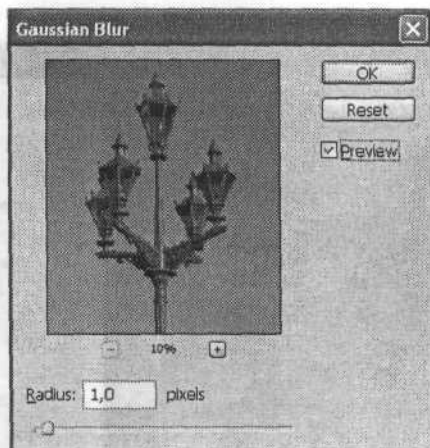 Gaussian Blur
OK
Reset
Preview
10%
Radius: 1,0 pixels